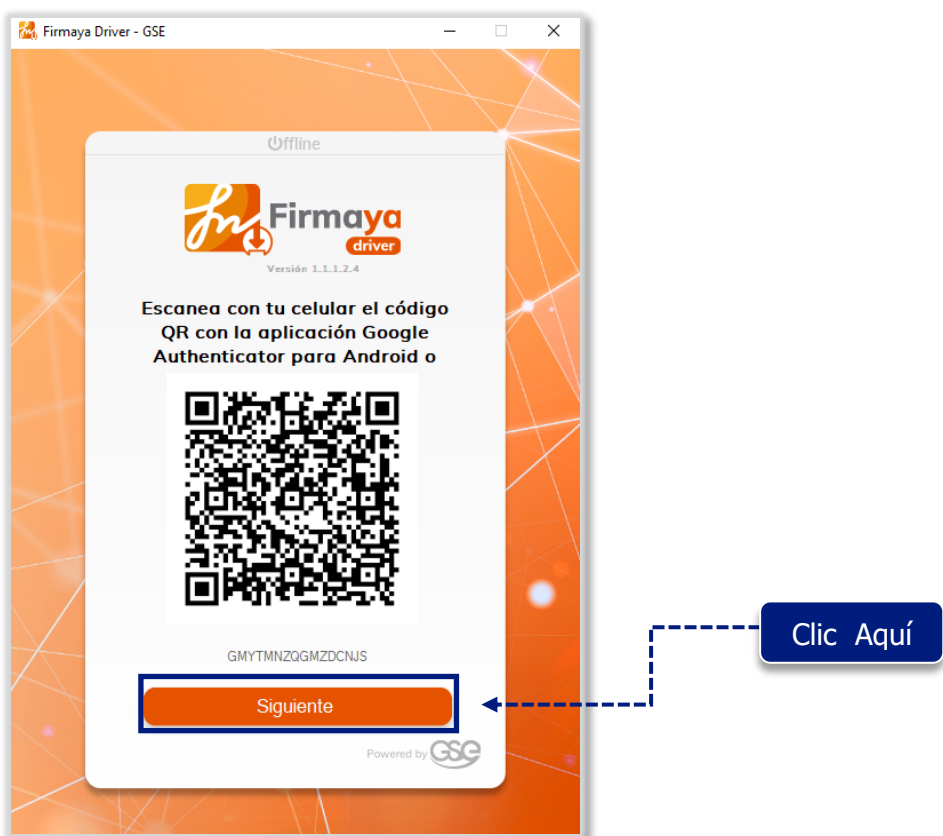 Firmaya Driver - GSE
Offline
Firmaya
driver
Versión 1.1.1.2.4
Escanea con tu celular el código
QR con la aplicación Google
Authenticator para Android o
GMYTMNZQGMZDCNJS
Siguiente
Clic Aquí
Powered by GSE